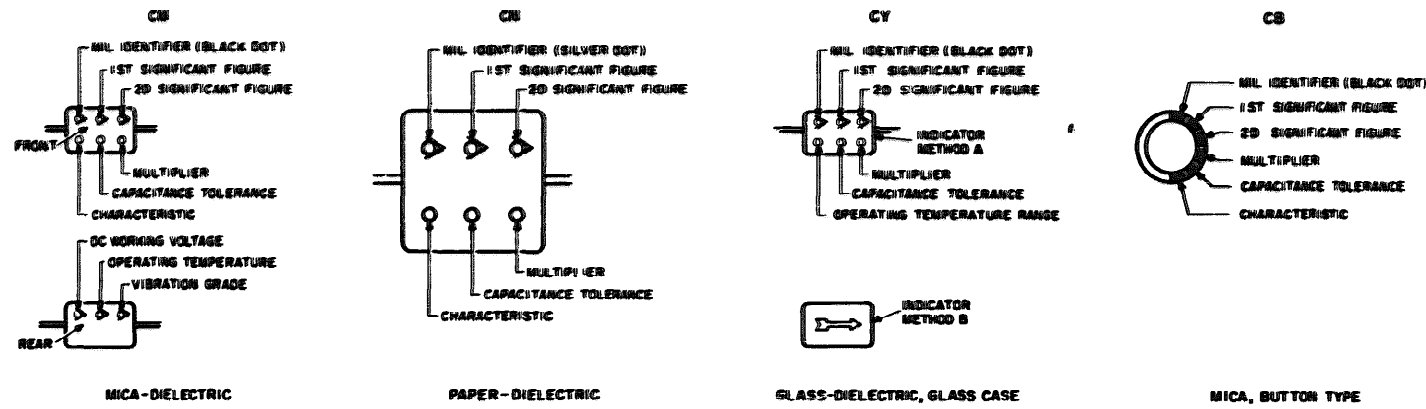 CM
MIL IDENTIFIER (BLACK DOT)
1ST SIGNIFICANT FIGURE
2D SIGNIFICANT FIGURE
FRONT
MULTIPLIER
CAPACITANCE TOLERANCE
CHARACTERISTIC
DC WORKING VOLTAGE
OPERATING TEMPERATURE
VIBRATION GRADE
REAR
MICA-DIELECTRIC
CN
MIL IDENTIFIER (SILVER DOT)
1ST SIGNIFICANT FIGURE
2D SIGNIFICANT FIGURE
MULTIPLIER
CAPACITANCE TOLERANCE
CHARACTERISTIC
PAPER-DIELECTRIC
CY
MIL IDENTIFIER (BLACK DOT)
1ST SIGNIFICANT FIGURE
2D SIGNIFICANT FIGURE
INDICATOR
METHOD A
MULTIPLIER
CAPACITANCE TOLERANCE
OPERATING TEMPERATURE RANGE
INDICATOR
METHOD B
GLASS-DIELECTRIC, GLASS CASE
CB
MIL IDENTIFIER (BLACK DOT)
1ST SIGNIFICANT FIGURE
2D SIGNIFICANT FIGURE
MULTIPLIER
CAPACITANCE TOLERANCE
CHARACTERISTIC
MICA, BUTTON TYPE